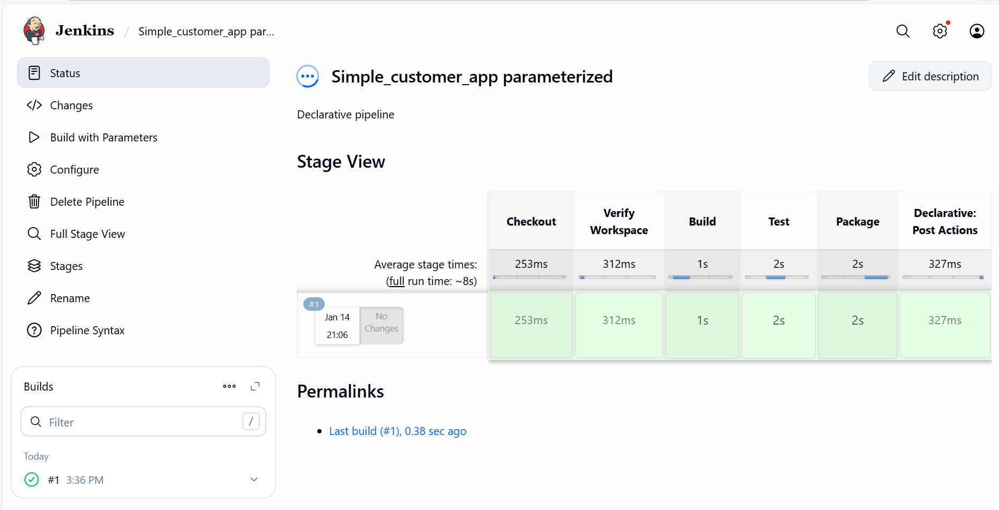 Jenkins / Simple_customer_app par...
Status
Changes
Build with Parameters
Configure
Delete Pipeline
Full Stage View
Stages
Rename
Pipeline Syntax
Builds
Filter
/
Today
#1 3:36 PM
Simple_customer_app parameterized
Edit description
Declarative pipeline
Stage View
Checkout
Verify
Workspace
Build
Test
Package
Declarative:
Post Actions
Average stage times:
(full run time: ~8s)
253ms
312ms
1s
2s
2s
327ms
#1
Jan 14
21:06
No
Changes
253ms
312ms
1s
2s
2s
327ms
Permalinks
Last build (#1), 0.38 sec ago